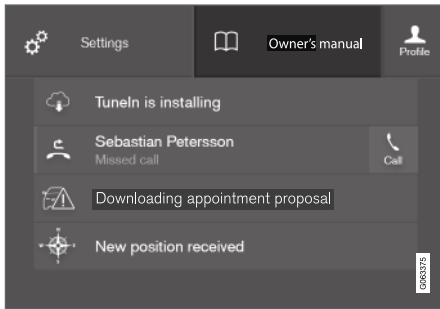 Settings
Owner's manual
Profile
TuneIn is installing
Sebastian Petersson
Missed call
Call
Downloading appointment proposal
New position received
G063375